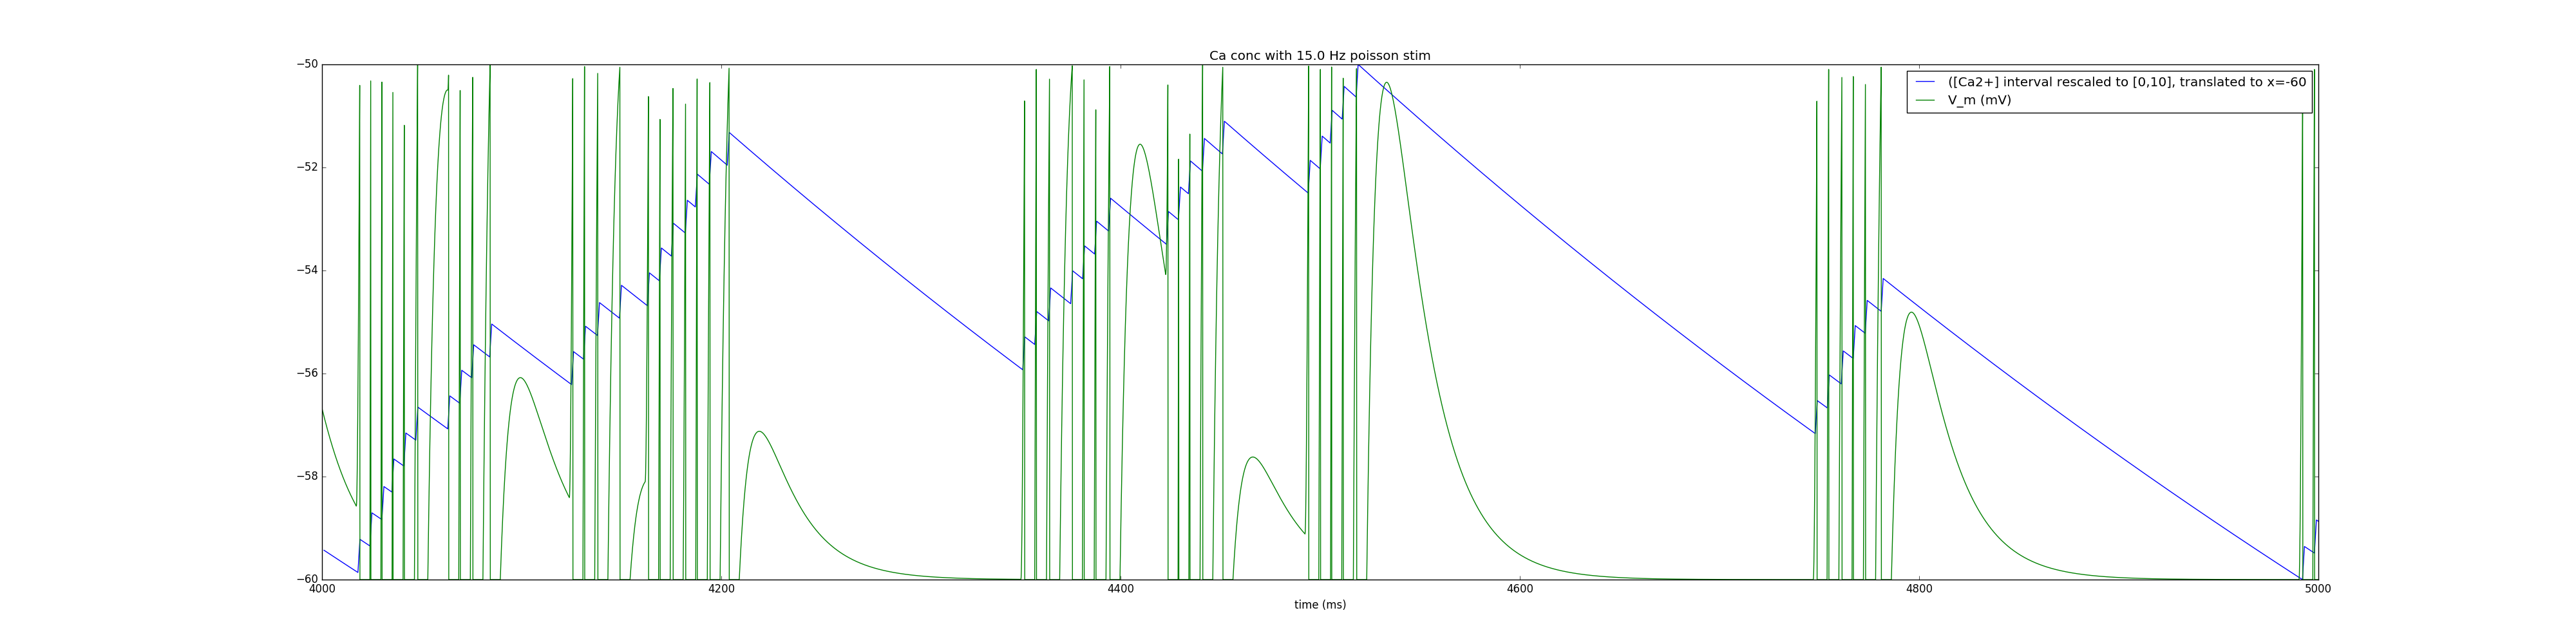 Ca conc with 15.0 Hz poisson stim
([Ca2+] interval rescaled to [0,10], translated to x=-60
V_m (mV)
−50
−52
−54
−56
−58
−60
4000 4200 4400 4600 4800 5000
time (ms)